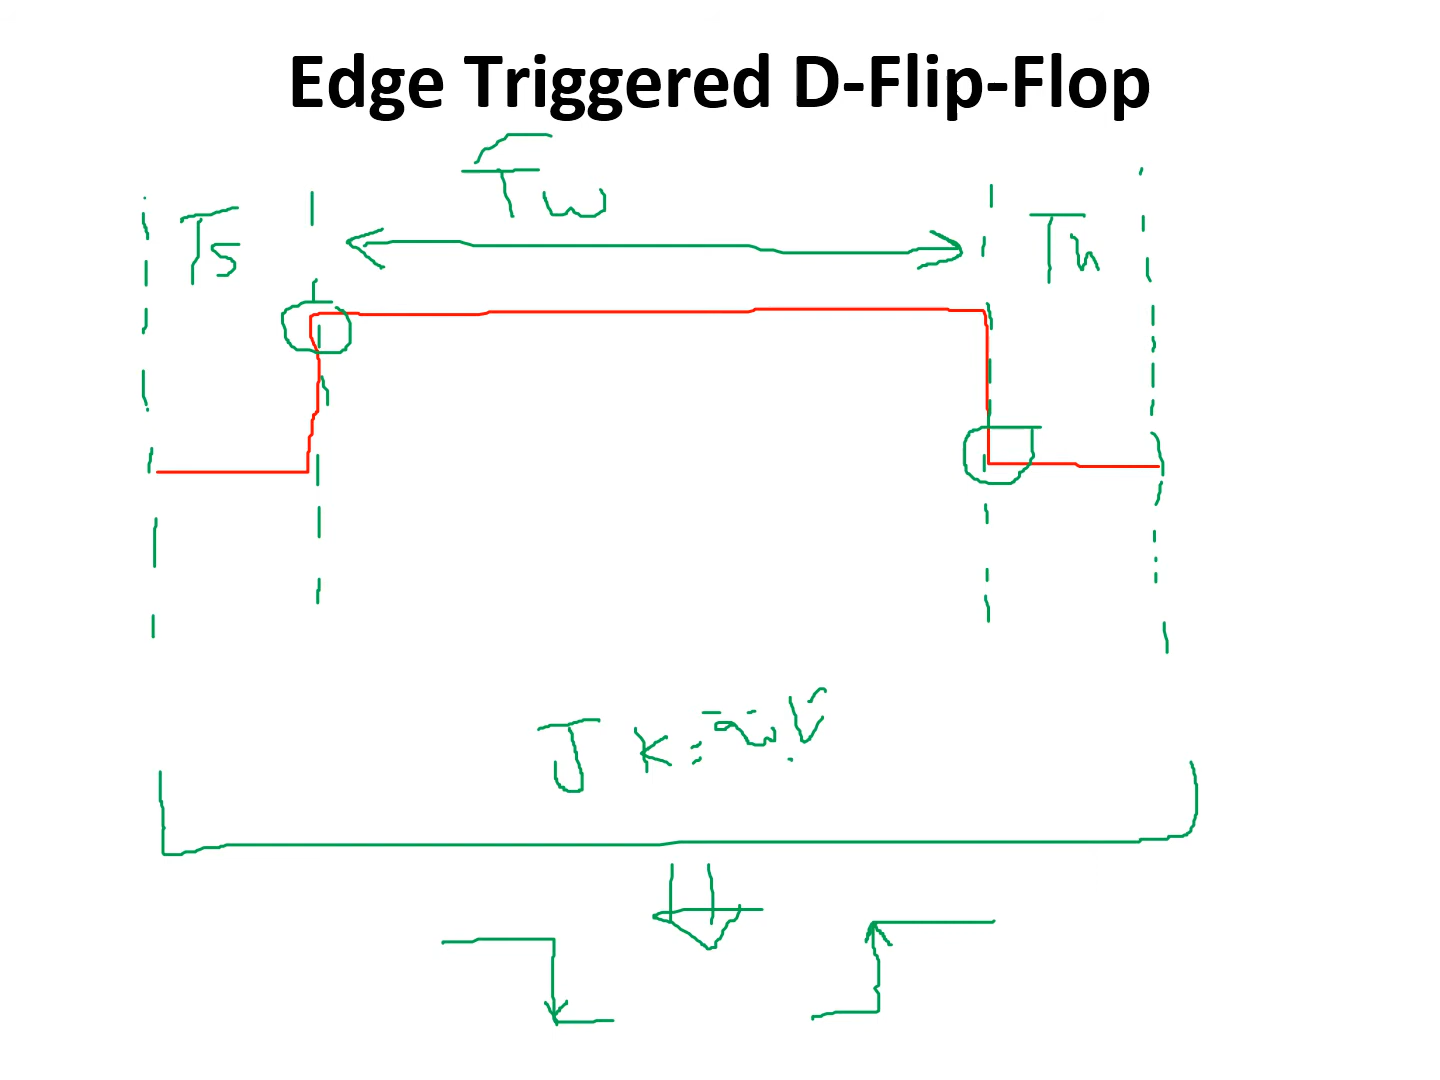 Edge Triggered D-Flip-Flop
Tw
Ts
Th
J K =